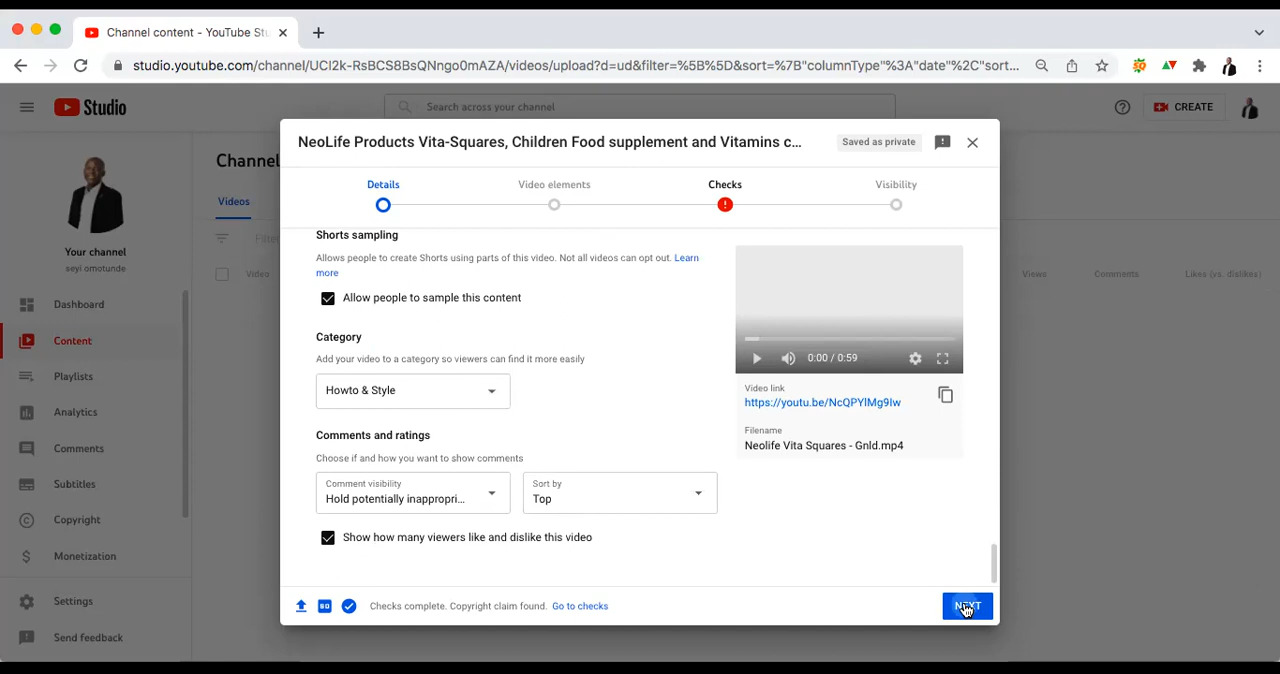 Channel content - YouTube Stu
studio.youtube.com/channel/UCI2k-RsBCS8BsQNngo0mAZA/videos/upload?d=ud&filter=%5B%5D&sort=%7B"columnType"%3A"date"%2C"sort...
Studio
Search across your channel
CREATE
Your channel
seyi omotunde
Dashboard
Content
Playlists
Analytics
Comments
Subtitles
Copyright
Monetization
Settings
Send feedback
Channel
Videos
Filter
Video
Views
Comments
Likes (vs. dislikes)
NeoLife Products Vita-Squares, Children Food supplement and Vitamins c...
Saved as private
Details
Video elements
Checks
Visibility
Shorts sampling
Allows people to create Shorts using parts of this video. Not all videos can opt out. Learn
more
Allow people to sample this content
Category
Add your video to a category so viewers can find it more easily
Howto & Style
Comments and ratings
Choose if and how you want to show comments
Comment visibility
Hold potentially inappropri...
Sort by
Top
Show how many viewers like and dislike this video
0:00 / 0:59
Video link
https://youtu.be/NcQPYlMg9Iw
Filename
Neolife Vita Squares - Gnld.mp4
SD
Checks complete. Copyright claim found. Go to checks
NEXT